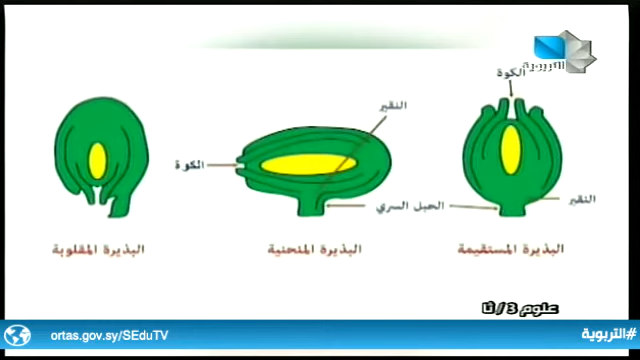 التربوية
الكوة
النقير
الكوة
النقير
الحبل السري
البذيرة المستقيمة
البذيرة المنحنية
البذيرة المقلوبة
علوم 3 / ثا
#التربوية
ortas.gov.sy/SEduTV